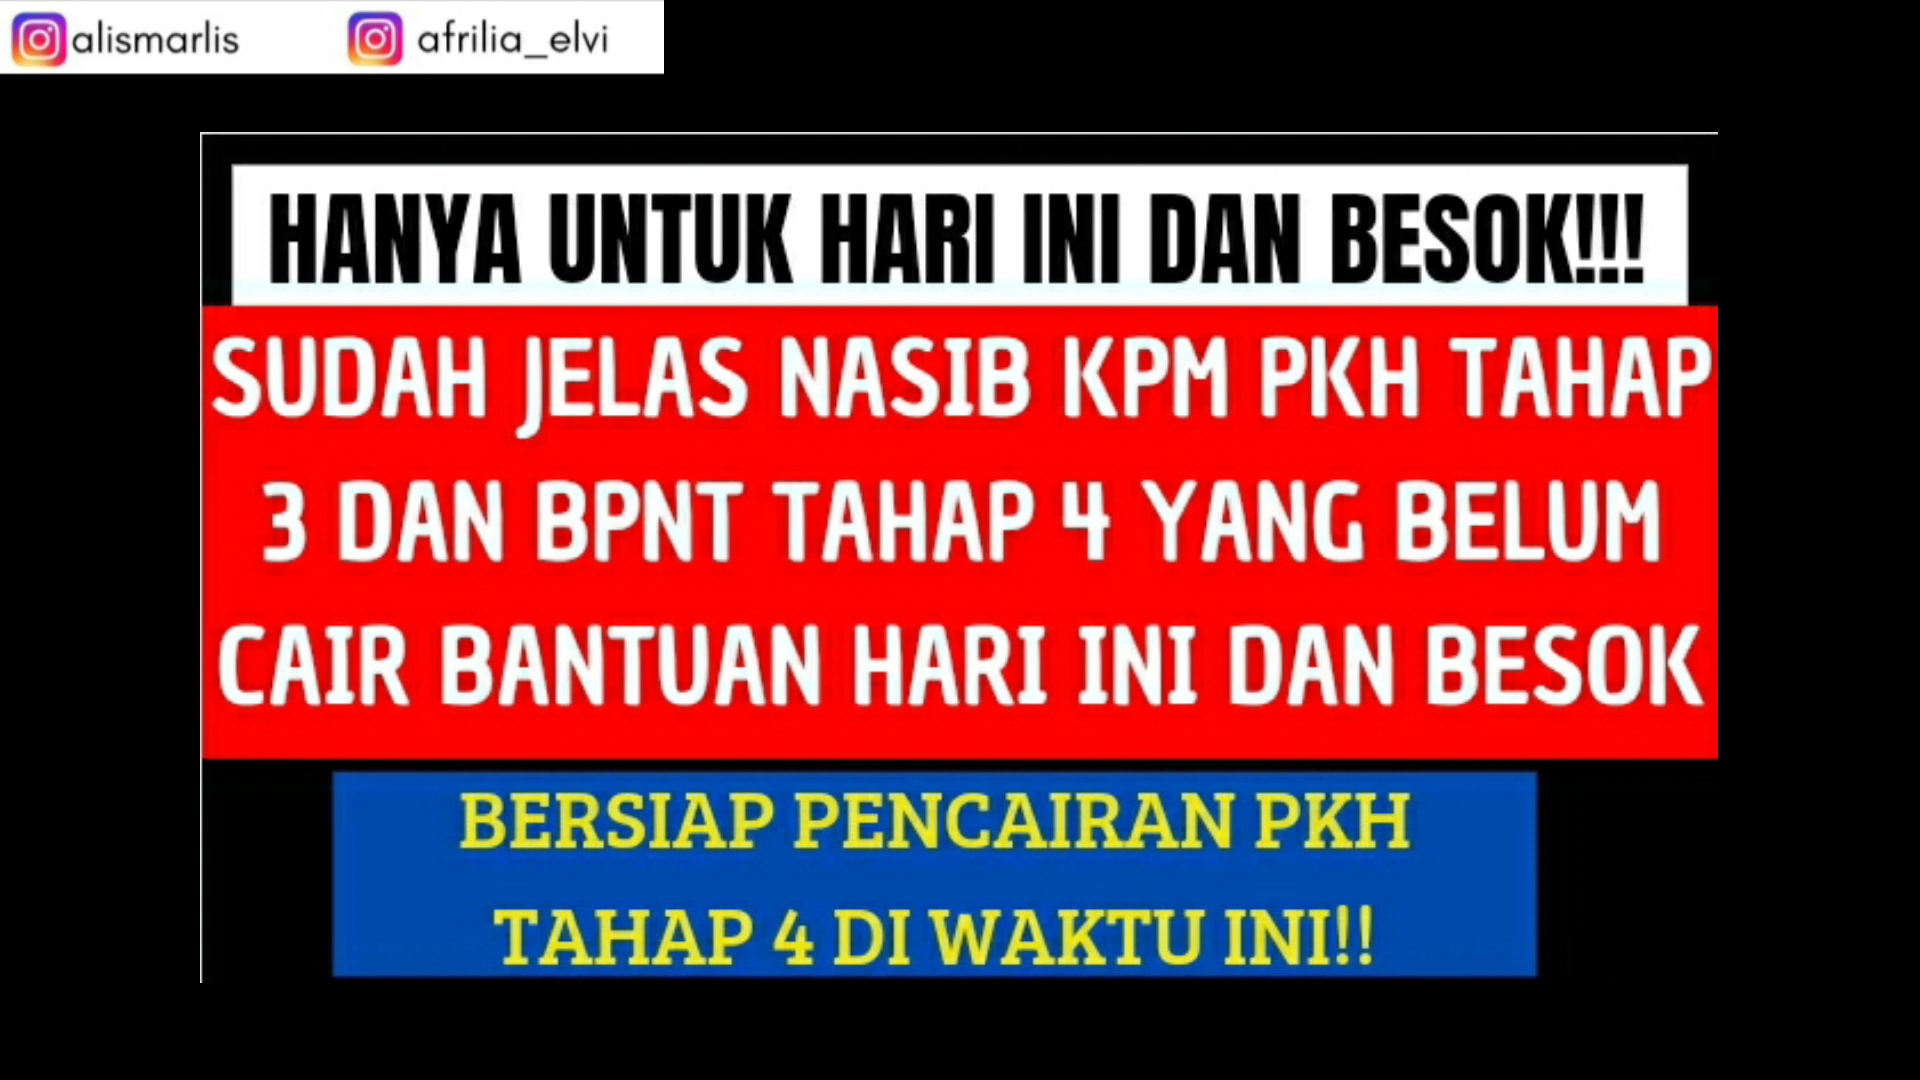 alismarlis afrilia_elvi
HANYA UNTUK HARI INI DAN BESOK!!!
SUDAH JELAS NASIB KPM PKH TAHAP
3 DAN BPNT TAHAP 4 YANG BELUM
CAIR BANTUAN HARI INI DAN BESOK
BERSIAP PENCAIRAN PKH
TAHAP 4 DI WAKTU INI!!